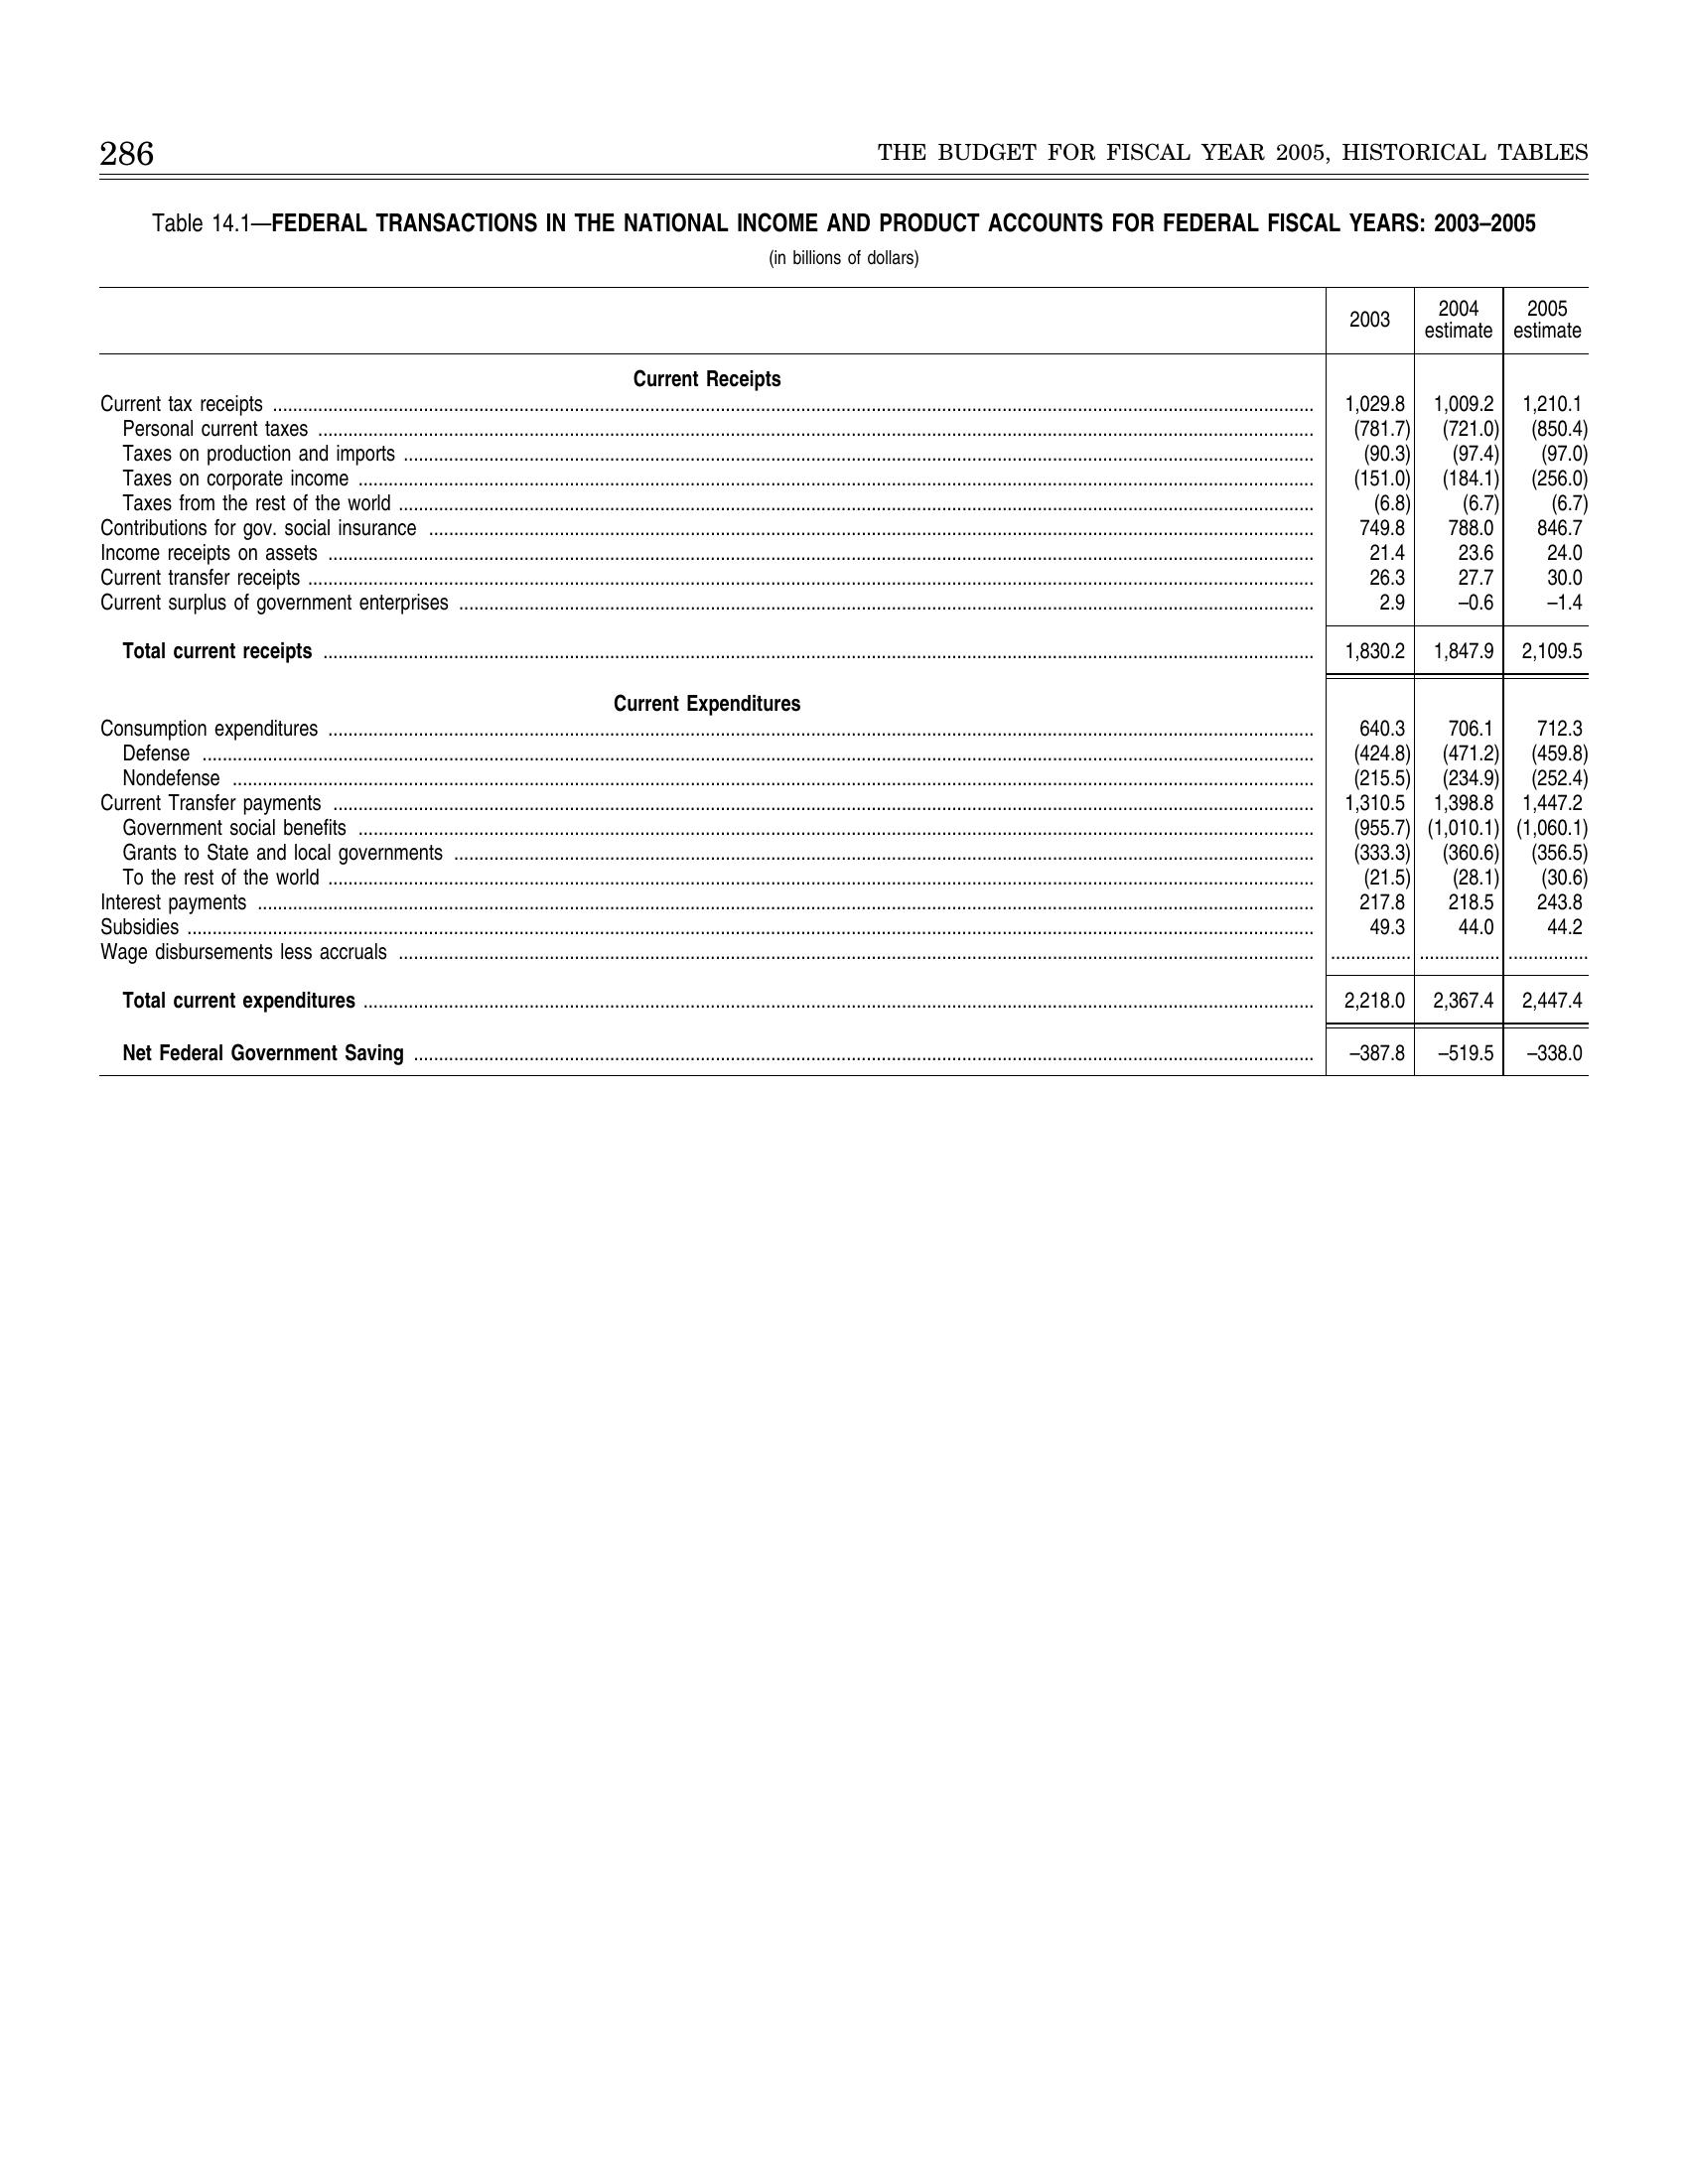 286 THE BUDGET FOR FISCAL YEAR 2005, HISTORICAL TABLES
Table 14.1—FEDERAL TRANSACTIONS IN THE NATIONAL INCOME AND PRODUCT ACCOUNTS FOR FEDERAL FISCAL YEARS: 2003–2005
(in billions of dollars)
2003 2004 estimate 2005 estimate
Current Receipts
Current tax receipts 1,029.8 1,009.2 1,210.1
Personal current taxes (781.7) (721.0) (850.4)
Taxes on production and imports (90.3) (97.4) (97.0)
Taxes on corporate income (151.0) (184.1) (256.0)
Taxes from the rest of the world (6.8) (6.7) (6.7)
Contributions for gov. social insurance 749.8 788.0 846.7
Income receipts on assets 21.4 23.6 24.0
Current transfer receipts 26.3 27.7 30.0
Current surplus of government enterprises 2.9 –0.6 –1.4
Total current receipts 1,830.2 1,847.9 2,109.5
Current Expenditures
Consumption expenditures 640.3 706.1 712.3
Defense (424.8) (471.2) (459.8)
Nondefense (215.5) (234.9) (252.4)
Current Transfer payments 1,310.5 1,398.8 1,447.2
Government social benefits (955.7) (1,010.1) (1,060.1)
Grants to State and local governments (333.3) (360.6) (356.5)
To the rest of the world (21.5) (28.1) (30.6)
Interest payments 217.8 218.5 243.8
Subsidies 49.3 44.0 44.2
Wage disbursements less accruals
Total current expenditures 2,218.0 2,367.4 2,447.4
Net Federal Government Saving –387.8 –519.5 –338.0